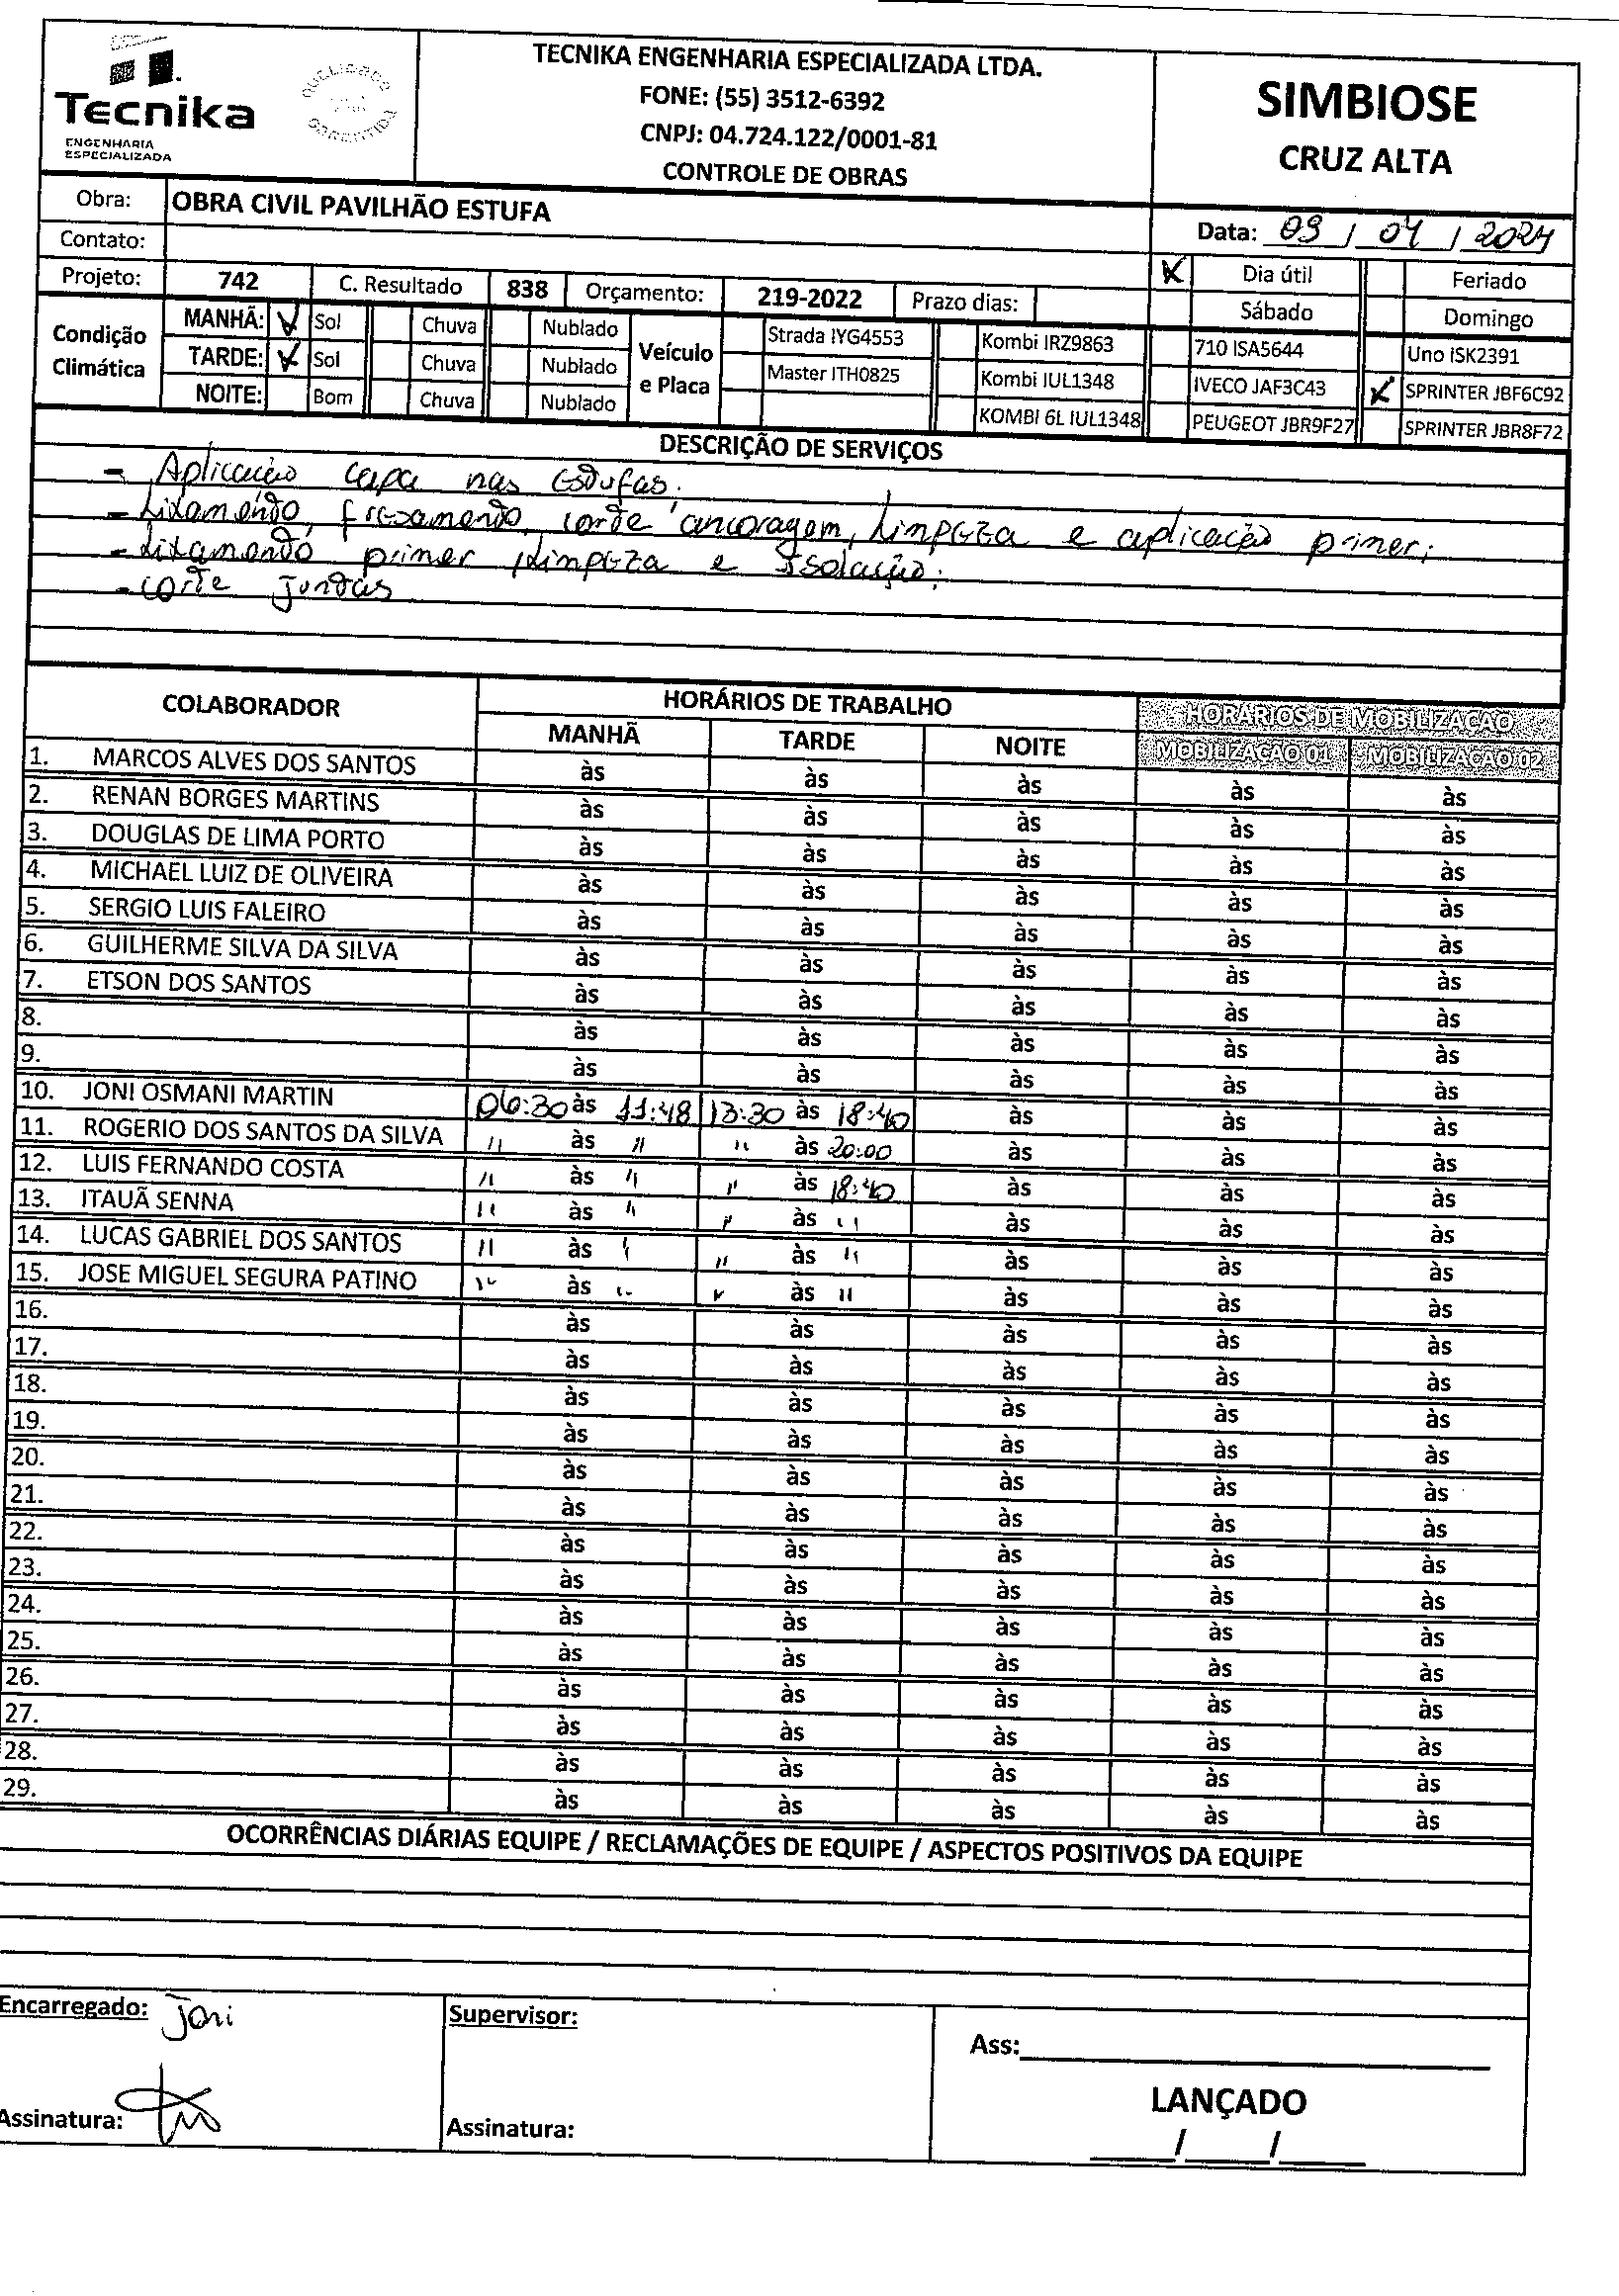 Tecnika
ENGENHARIA
ESPECIALIZADA
QUALIDADE GARANTIDA
TECNIKA ENGENHARIA ESPECIALIZADA LTDA.
FONE: (55) 3512-6392
CNPJ: 04.724.122/0001-81
CONTROLE DE OBRAS
SIMBIOSE
CRUZ ALTA
Obra: OBRA CIVIL PAVILHÃO ESTUFA
Data: 09 / 04 / 2024
Contato:
X Dia útil Feriado
Projeto: 742 C. Resultado 838 Orçamento: 219-2022 Prazo dias: Sábado Domingo
Condição Climática
MANHÃ: Sol Chuva Nublado
TARDE: Sol Chuva Nublado
NOITE: Bom Chuva Nublado
Veículo e Placa
Strada IYG4553 Kombi IRZ9863 710 ISA5644 Uno ISK2391
Master ITH0825 Kombi IUL1348 IVECO JAF3C43 X SPRINTER JBF6C92
KOMBI 6L IUL1348 PEUGEOT JBR9F27 SPRINTER JBR8F72
DESCRIÇÃO DE SERVIÇOS
- Aplicação capa nas Estufas.
- Lixamento, fresamento, corte ancoragem, Limpeza e aplicação primer;
- Lixamento primer, Limpeza e Isolação;
- corte Juntas
COLABORADOR HORÁRIOS DE TRABALHO HORÁRIOS DE MOBILIZAÇÃO
MANHÃ TARDE NOITE MOBILIZAÇÃO 01 MOBILIZAÇÃO 02
1. MARCOS ALVES DOS SANTOS às às às às às
2. RENAN BORGES MARTINS às às às às às
3. DOUGLAS DE LIMA PORTO às às às às às
4. MICHAEL LUIZ DE OLIVEIRA às às às às às
5. SERGIO LUIS FALEIRO às às às às às
6. GUILHERME SILVA DA SILVA às às às às às
7. ETSON DOS SANTOS às às às às às
8. às às às às às
9. às às às às às
10. JONI OSMANI MARTIN 06:30 às 11:48 13:30 às 18:40 às às às
11. ROGERIO DOS SANTOS DA SILVA " às " " às 20:00 às às às
12. LUIS FERNANDO COSTA " às " " às 18:40 às às às
13. ITAUÃ SENNA " às " " às " às às às
14. LUCAS GABRIEL DOS SANTOS " às " " às " às às às
15. JOSE MIGUEL SEGURA PATINO " às " " às " às às às
16. às às às às às
17. às às às às às
18. às às às às às
19. às às às às às
20. às às às às às
21. às às às às às
22. às às às às às
23. às às às às às
24. às às às às às
25. às às às às às
26. às às às às às
27. às às às às às
28. às às às às às
29. às às às às às
OCORRÊNCIAS DIÁRIAS EQUIPE / RECLAMAÇÕES DE EQUIPE / ASPECTOS POSITIVOS DA EQUIPE
Encarregado: Joni
Supervisor:
Ass:
LANÇADO
Assinatura:
Assinatura:
/ /